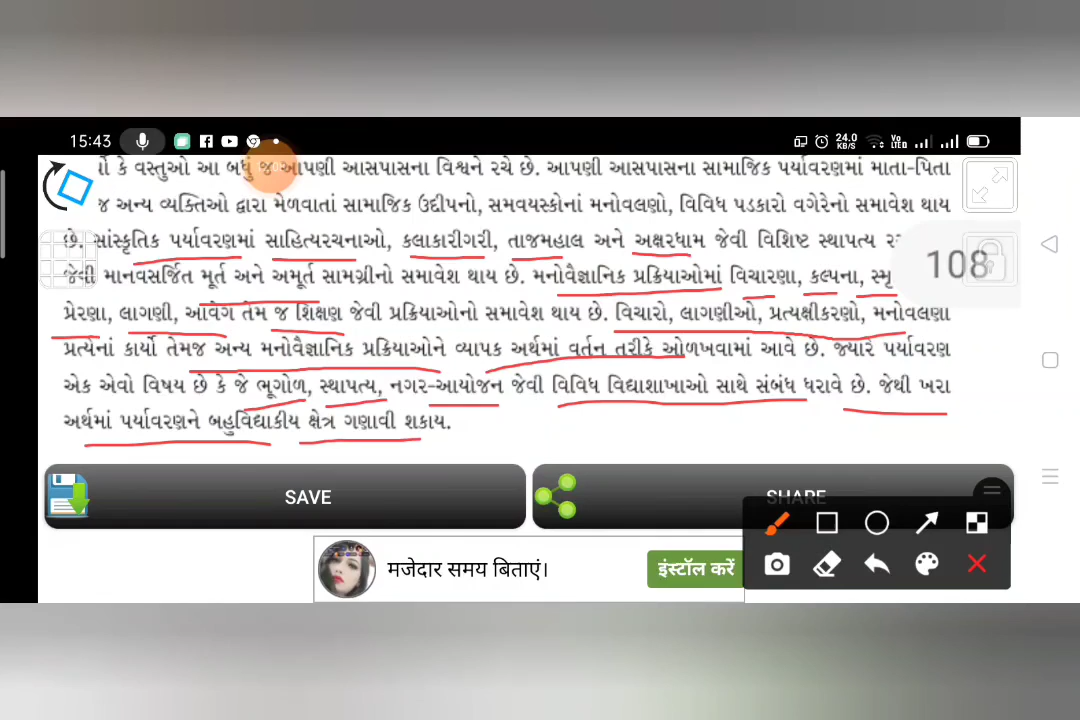 15:43 24.0 KB/S Vo LTE
કે વસ્તુઓ આ બધું જ આપણી આસપાસના વિશ્વને રચે છે. આપણી આસપાસના સામાજિક પર્યાવરણમાં માતા-પિતા
જ અન્ય વ્યક્તિઓ દ્વારા મેળવાતાં સામાજિક ઉદ્દીપનો, સમવયસ્કોનાં મનોવલણો, વિવિધ પડકારો વગેરેનો સમાવેશ થાય
છે. સાંસ્કૃતિક પર્યાવરણમાં સાહિત્યરચનાઓ, કલાકારીગરી, તાજમહાલ અને અક્ષરધામ જેવી વિશિષ્ટ સ્થાપત્ય
108
જેવી માનવસર્જિત મૂર્ત અને અમૂર્ત સામગ્રીનો સમાવેશ થાય છે. મનોવૈજ્ઞાનિક પ્રક્રિયાઓમાં વિચારણા, કલ્પના,
પ્રેરણા, લાગણી, આવેગ તેમ જ શિક્ષણ જેવી પ્રક્રિયાઓનો સમાવેશ થાય છે. વિચારો, લાગણીઓ, પ્રત્યક્ષીકરણો, મનોવલણા
પ્રત્યેનાં કાર્યો તેમજ અન્ય મનોવૈજ્ઞાનિક પ્રક્રિયાઓને વ્યાપક અર્થમાં વર્તન તરીકે ઓળખવામાં આવે છે. જ્યારે પર્યાવરણ
એક એવો વિષય છે કે જે ભૂગોળ, સ્થાપત્ય, નગર-આયોજન જેવી વિવિધ વિદ્યાશાખાઓ સાથે સંબંધ ધરાવે છે. જેથી ખરા
અર્થમાં પર્યાવરણને બહુવિદ્યાકીય ક્ષેત્ર ગણાવી શકાય.
SAVE SHARE
मजेदार समय बिताएं। इंस्टॉल करें